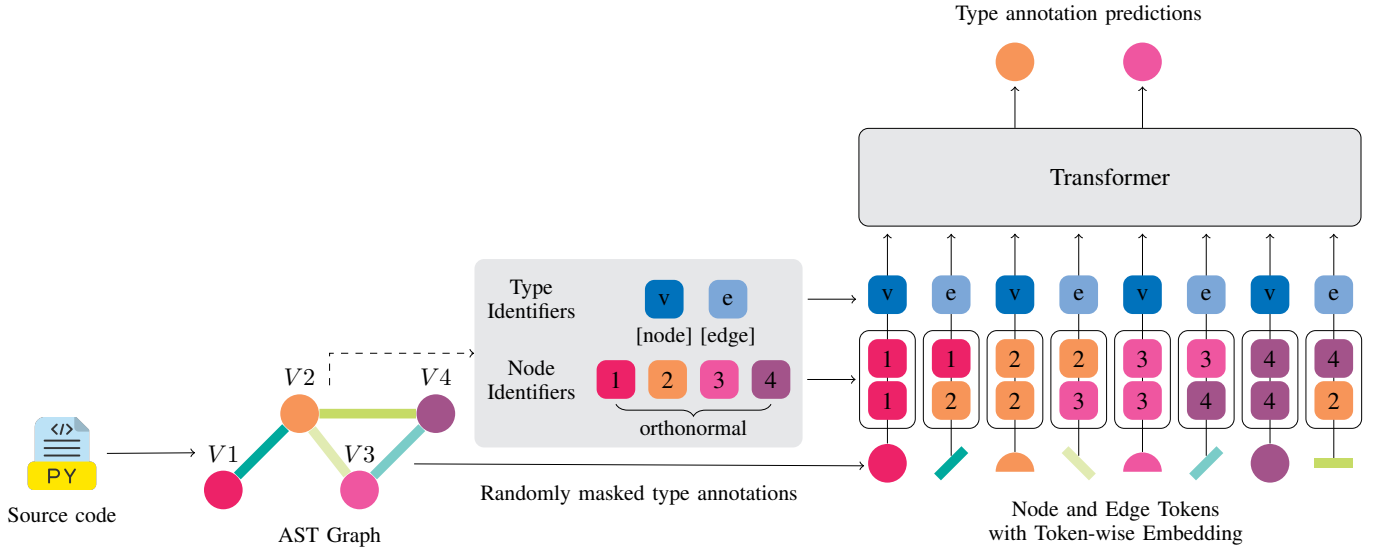 Type annotation predictions
Transformer
Type
Identifiers
v e
[node] [edge]
Node
Identifiers
1 2 3 4
orthonormal
v e v e v e v e
1 1 2 2 3 3 4 4
1 2 2 3 3 4 4 2
V2 V4
V1 V3
</>
PY
Source code
AST Graph
Randomly masked type annotations
Node and Edge Tokens
with Token-wise Embedding